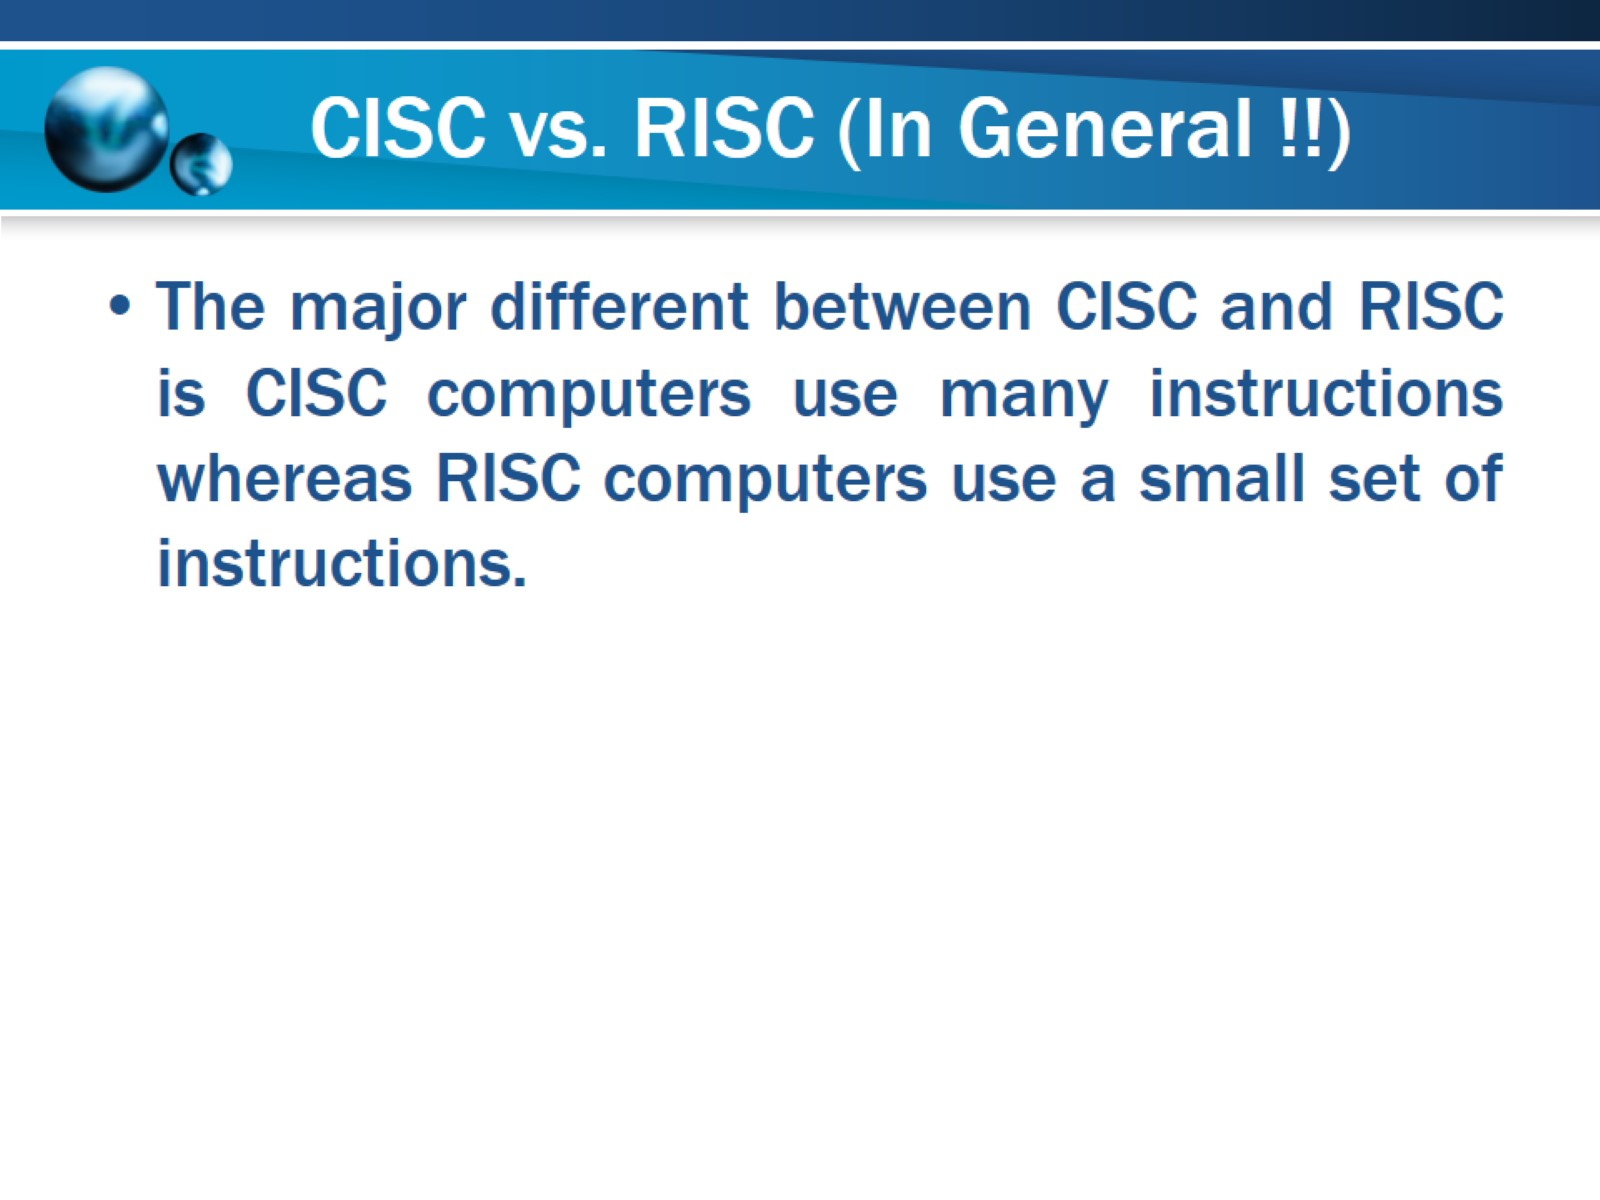 CISC vs. RISC (In General !!)
• The major different between CISC and RISC
is CISC computers use many instructions
whereas RISC computers use a small set of
instructions.